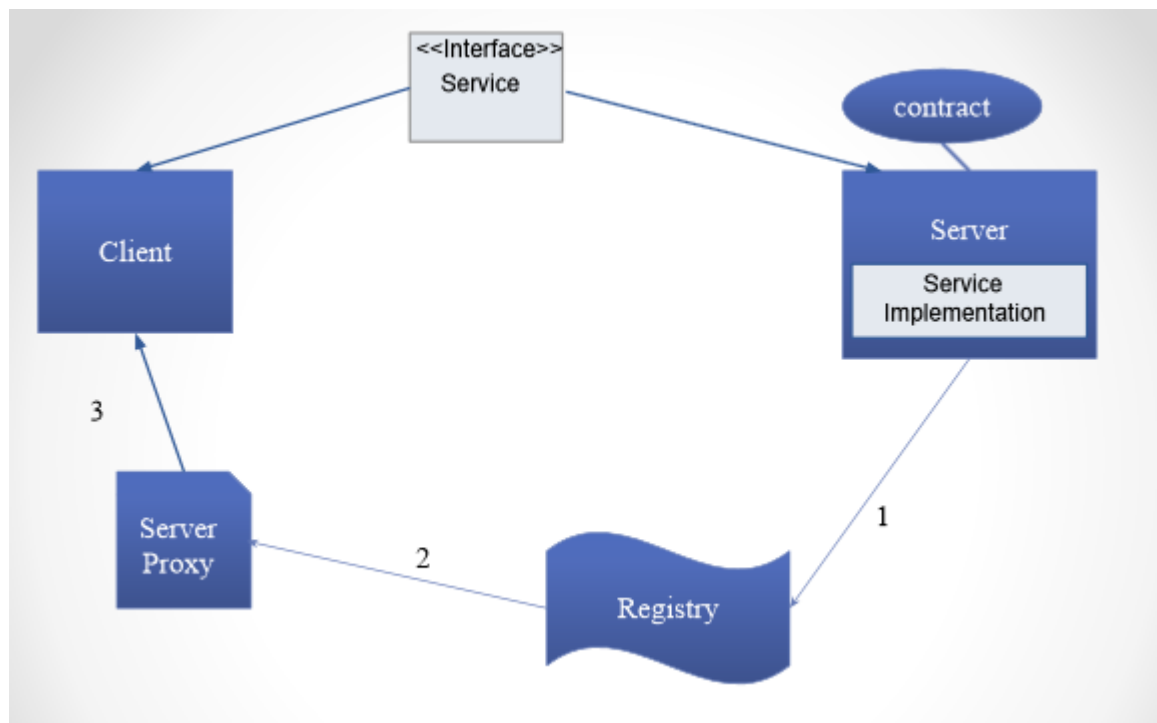 <<Interface>>
Service
contract
Client
Server
Service
Implementation
3
1
Server
Proxy
2
Registry